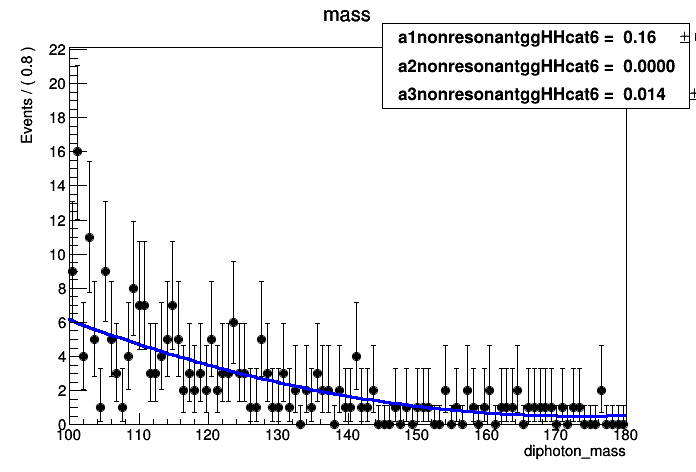 mass
a1nonresonantggHHcat6 = 0.16 ±
a2nonresonantggHHcat6 = 0.0000
a3nonresonantggHHcat6 = 0.014 ±
Events / ( 0.8 )
22
20
18
16
14
12
10
8
6
4
2
0
100 110 120 130 140 150 160 170 180
diphoton_mass